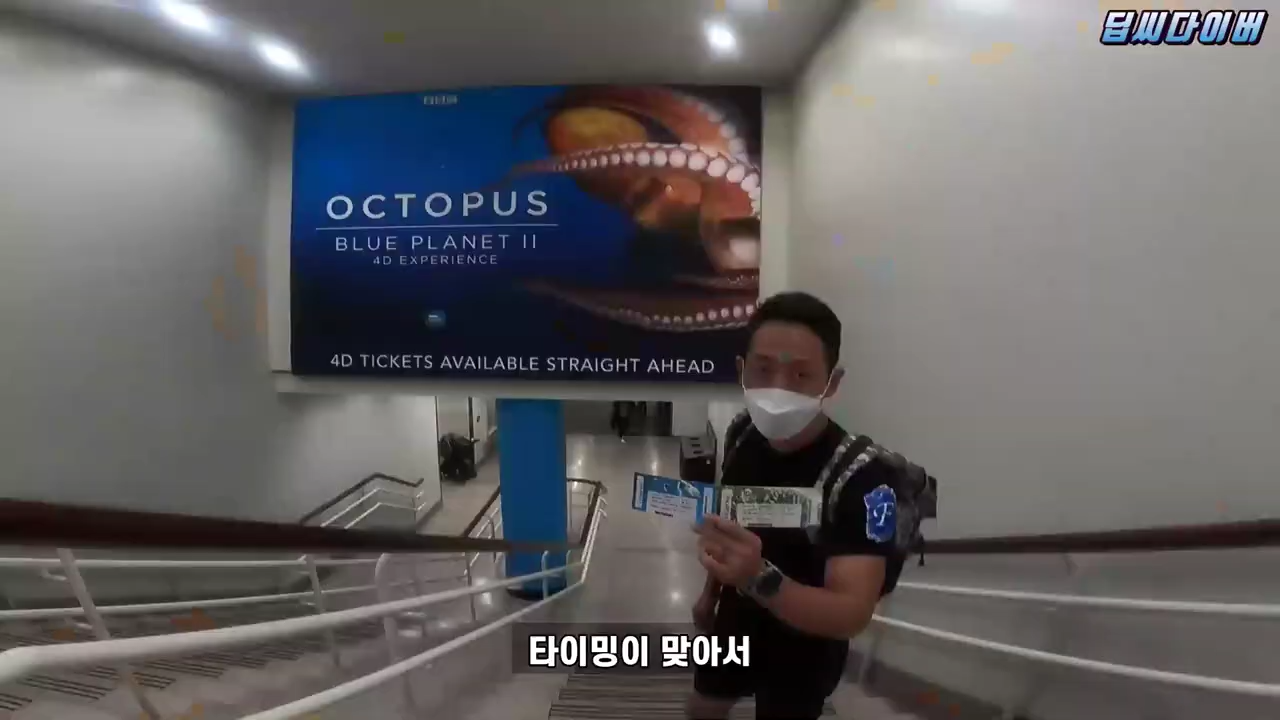 딥씨다이버
BBC
OCTOPUS
BLUE PLANET II
4D EXPERIENCE
4D TICKETS AVAILABLE STRAIGHT AHEAD
F
타이밍이 맞아서